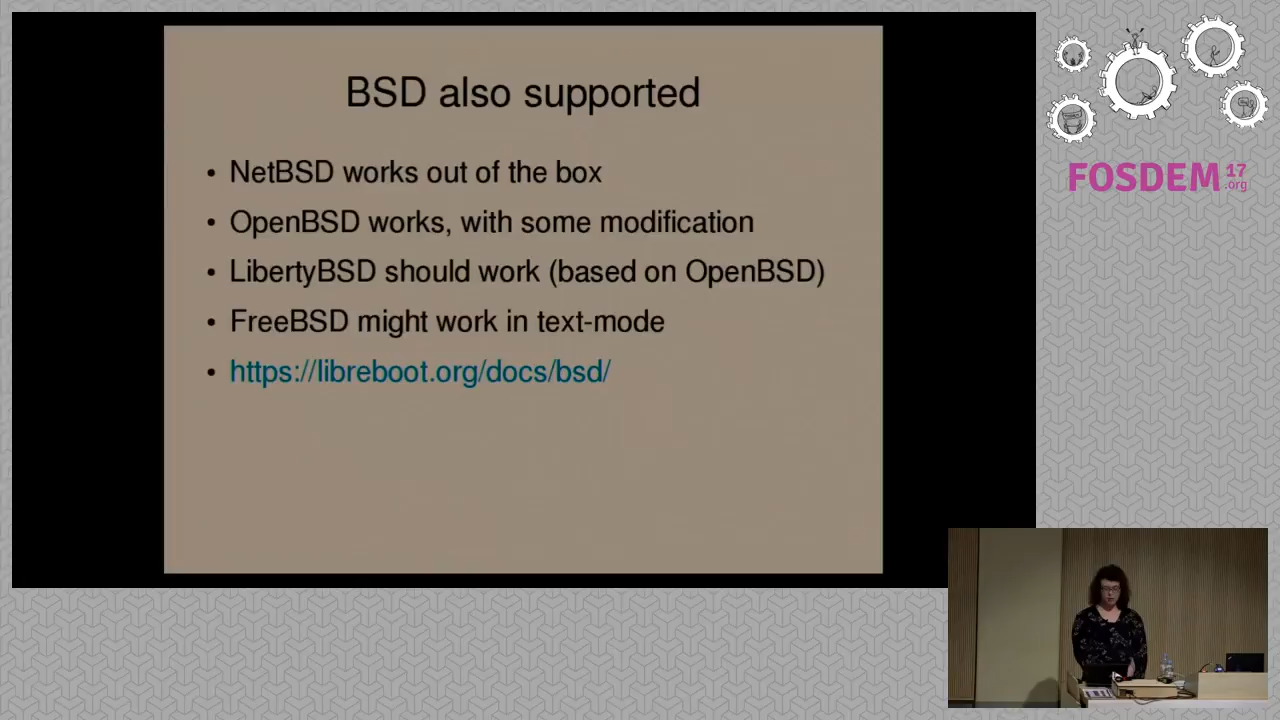 BSD also supported
• NetBSD works out of the box
• OpenBSD works, with some modification
• LibertyBSD should work (based on OpenBSD)
• FreeBSD might work in text-mode
• https://libreboot.org/docs/bsd/
FOSDEM 17
.org